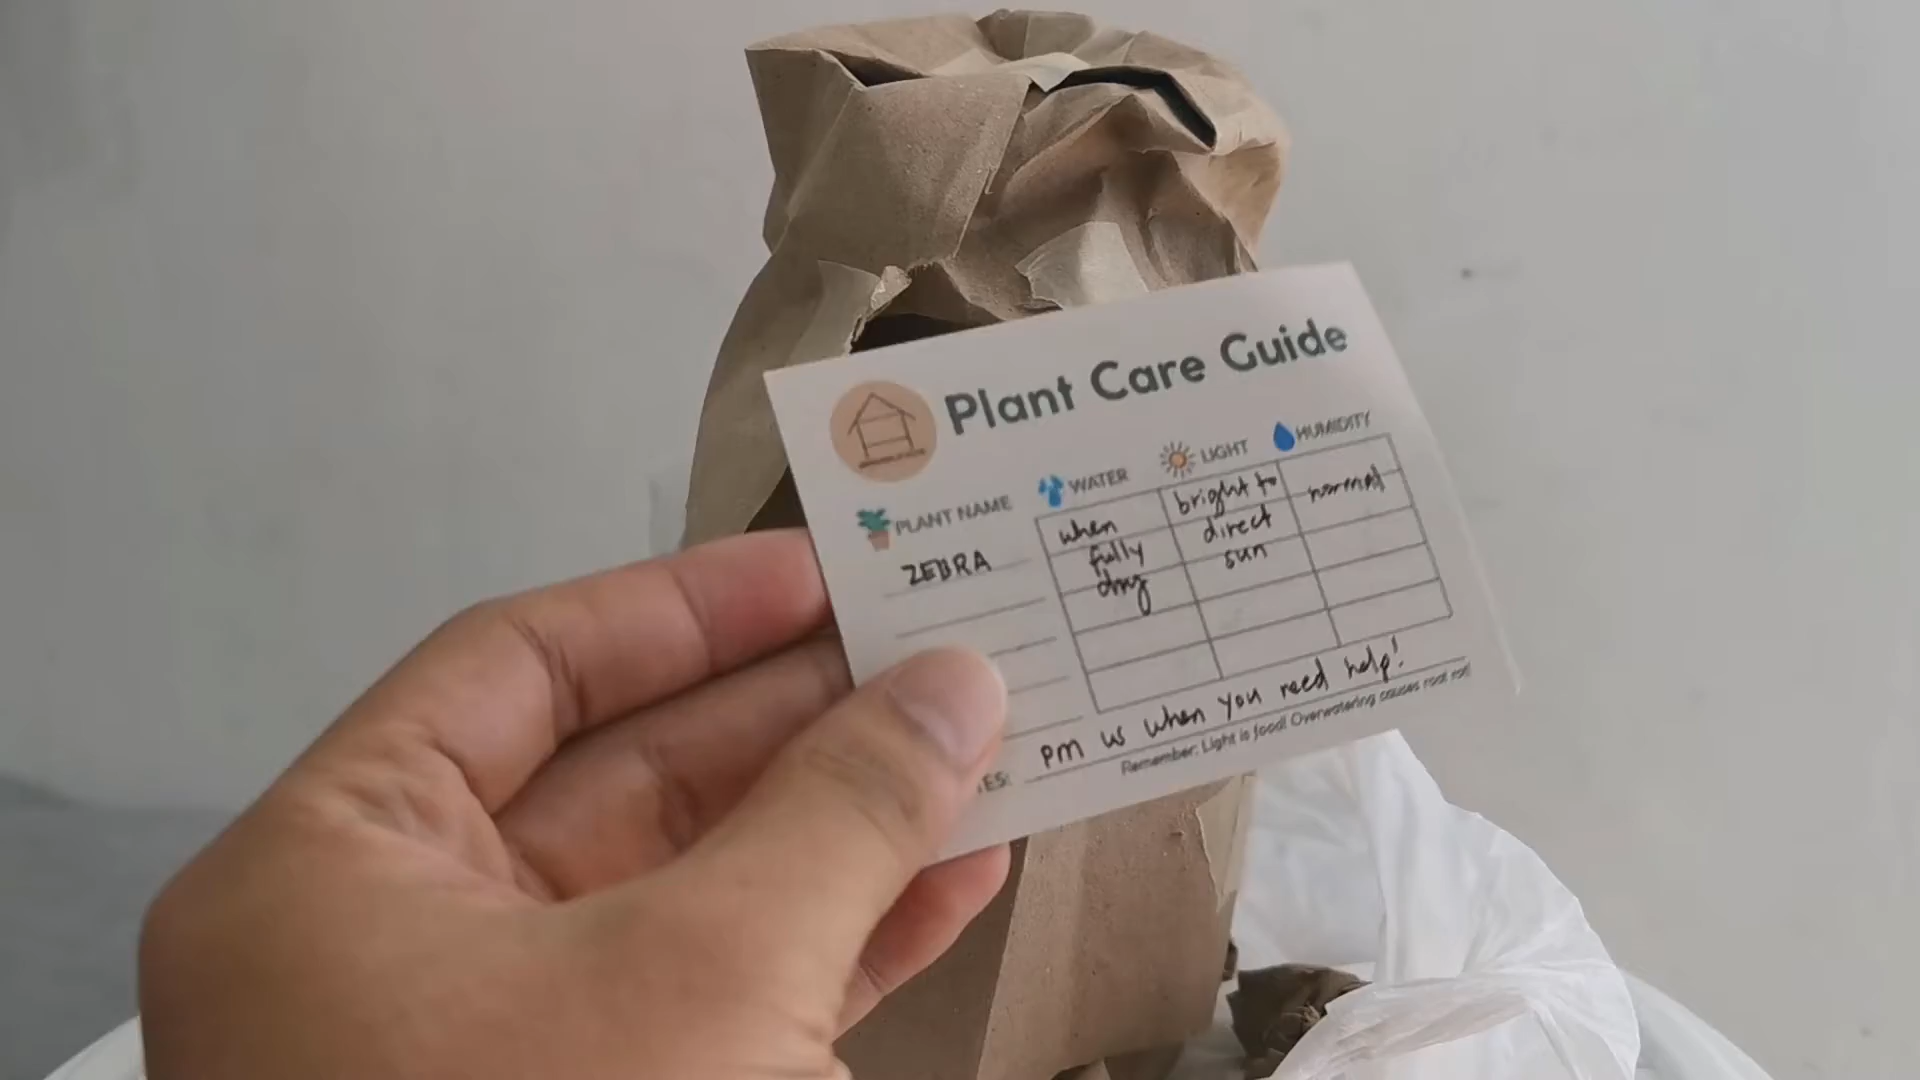 Plant Care Guide
PLANT NAME
WATER
LIGHT
HUMIDITY
ZEBRA
when
fully
dry
bright to
direct
sun
normal
pm us when you need help!
Remember: Light is food! Overwatering causes root rot!